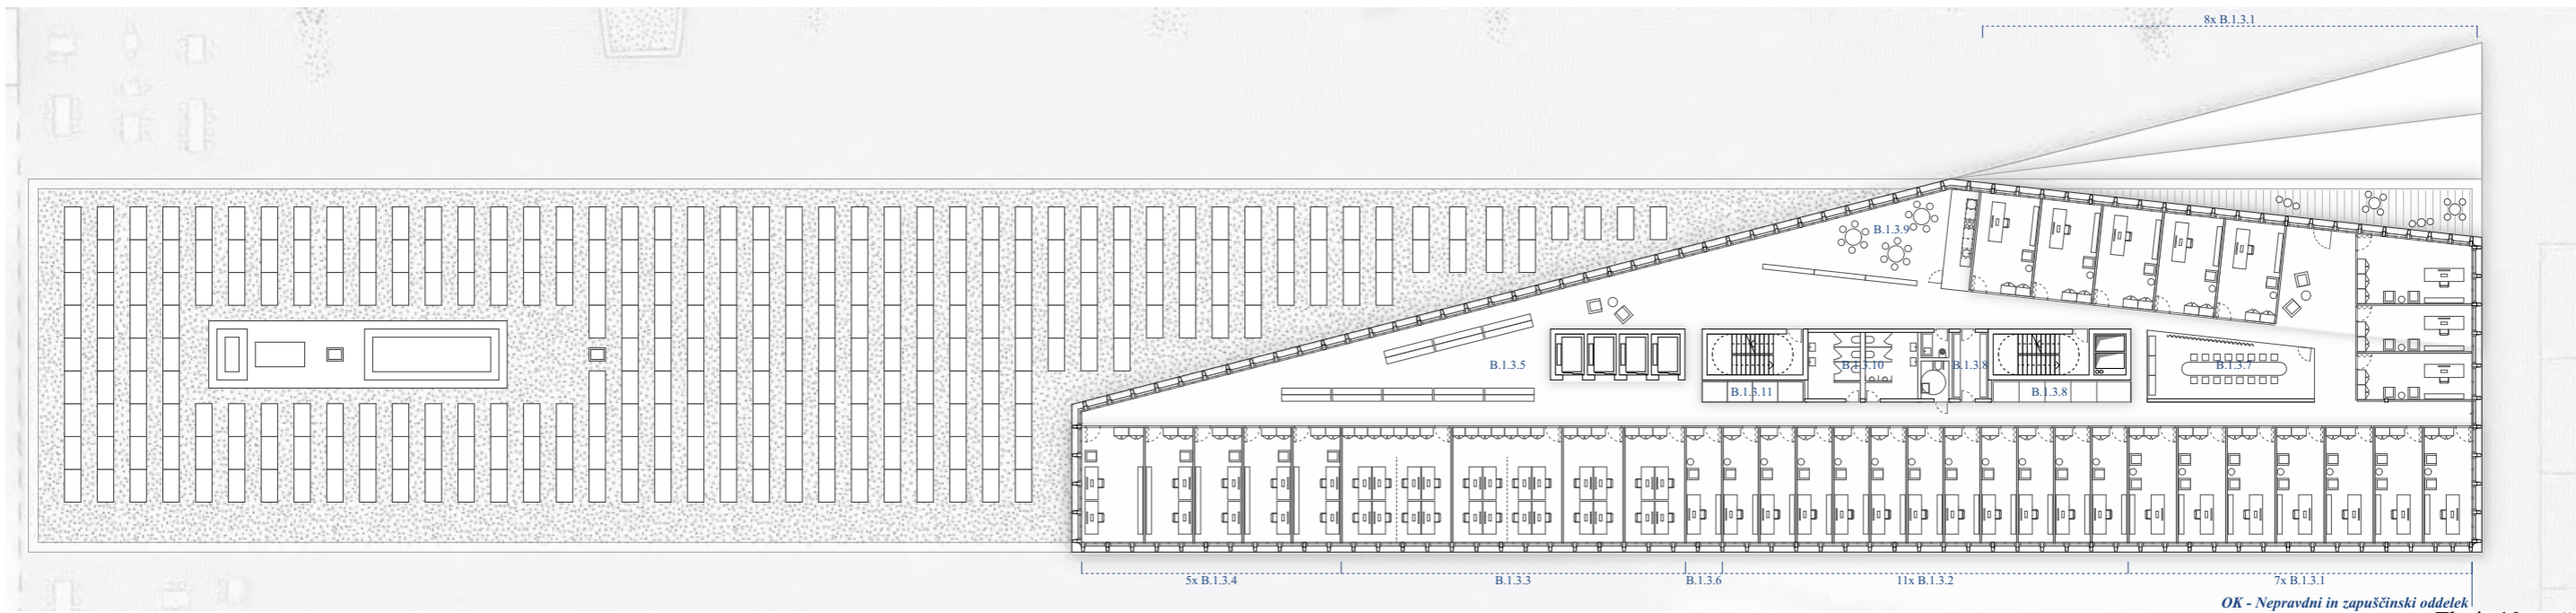 8x B.1.3.1
B.1.3.9
B.1.3.5
B.1.3.10
B.1.3.8
B.1.3.7
B.1.3.11
B.1.3.8
5x B.1.3.4
B.1.3.3
B.1.3.6
11x B.1.3.2
7x B.1.3.1
OK - Nepravdni in zapuščinski oddelek